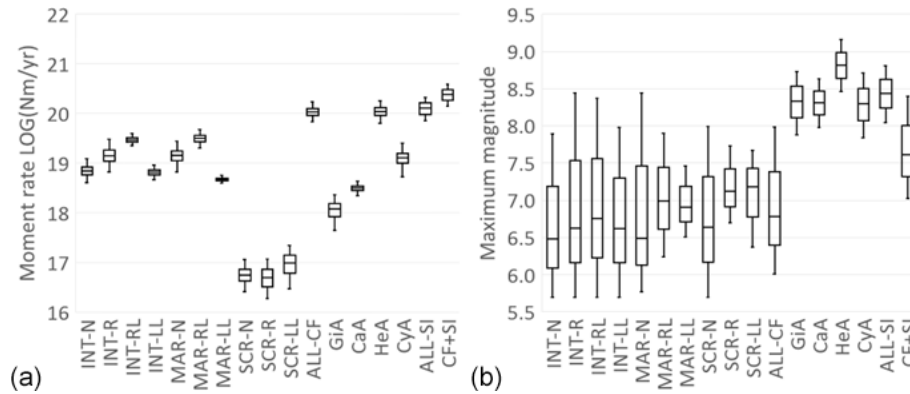 Moment rate LOG(Nm/yr)
22
21
20
19
18
17
16
INT-N
INT-R
INT-RL
INT-LL
MAR-N
MAR-RL
MAR-LL
SCR-N
SCR-R
SCR-LL
ALL-CF
GiA
CaA
HeA
CyA
ALL-SI
CF+SI
(a)
Maximum magnitude
9.5
9.0
8.5
8.0
7.5
7.0
6.5
6.0
5.5
INT-N
INT-R
INT-RL
INT-LL
MAR-N
MAR-RL
MAR-LL
SCR-N
SCR-R
SCR-LL
ALL-CF
GiA
CaA
HeA
CyA
ALL-SI
CF+SI
(b)